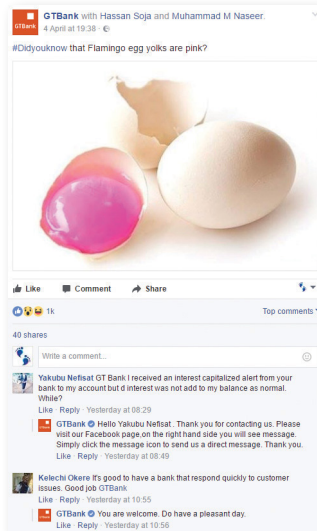 GTBank with Hassan Soja and Muhammad M Naseer.
GTBank
4 April at 19:38 ·
#Didyouknow that Flamingo egg yolks are pink?
Like Comment Share
1k Top comments
40 shares
Write a comment...
Yakubu Nefisat GT Bank I received an interest capitalized alert from your
bank to my account but d interest was not add to my balance as normal.
While?
Like · Reply · Yesterday at 08:29
GTBank Hello Yakubu Nefisat . Thank you for contacting us. Please
visit our Facebook page,on the right hand side you will see message.
Simply click the message icon to send us a direct message. Thank you.
Like · Reply · Yesterday at 08:49
Kelechi Okere It's good to have a bank that respond quickly to customer
issues. Good job GTBank
Like · Reply · Yesterday at 10:55
GTBank You are welcome. Do have a pleasant day.
Like · Reply · Yesterday at 10:56